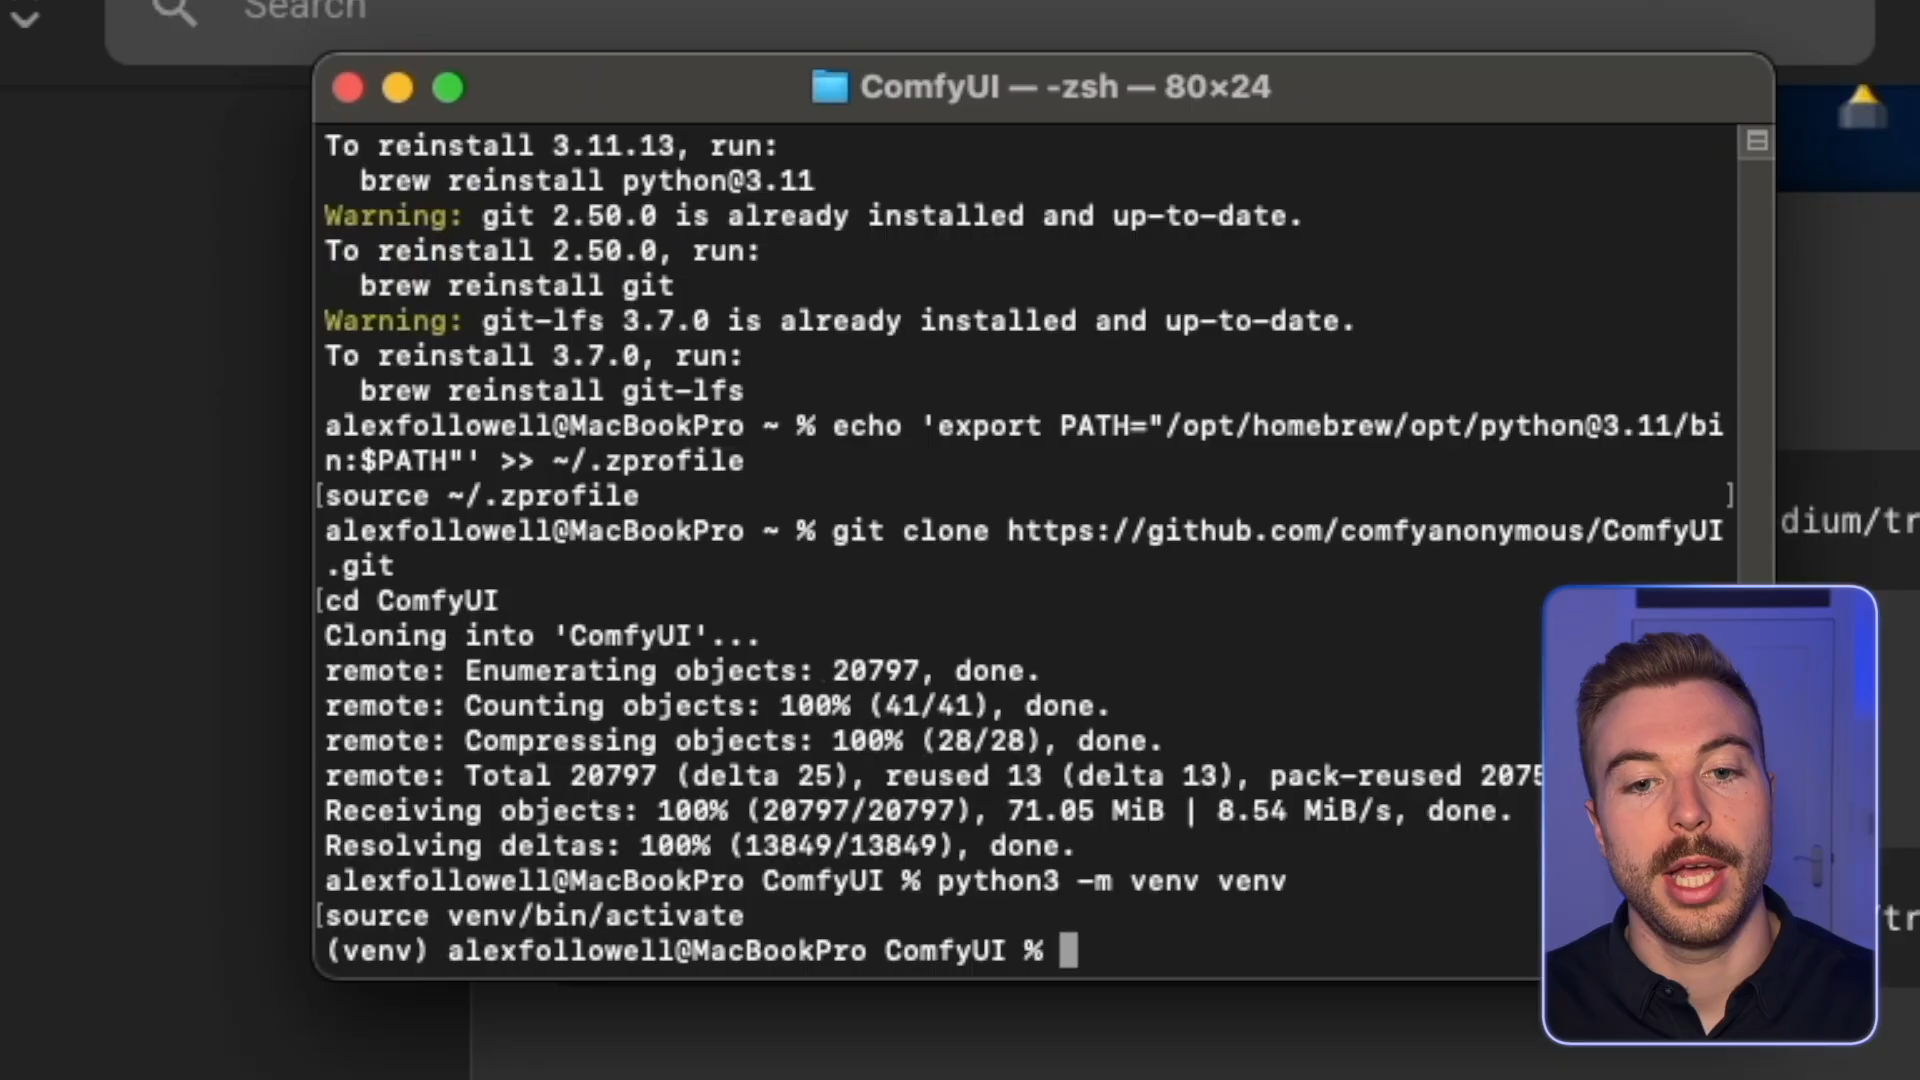 Search
ComfyUI — -zsh — 80×24
To reinstall 3.11.13, run:
brew reinstall python@3.11
Warning: git 2.50.0 is already installed and up-to-date.
To reinstall 2.50.0, run:
brew reinstall git
Warning: git-lfs 3.7.0 is already installed and up-to-date.
To reinstall 3.7.0, run:
brew reinstall git-lfs
alexfollowell@MacBookPro ~ % echo 'export PATH="/opt/homebrew/opt/python@3.11/bi
n:$PATH"' >> ~/.zprofile
[source ~/.zprofile ]
alexfollowell@MacBookPro ~ % git clone https://github.com/comfyanonymous/ComfyUI
.git
[cd ComfyUI
Cloning into 'ComfyUI'...
remote: Enumerating objects: 20797, done.
remote: Counting objects: 100% (41/41), done.
remote: Compressing objects: 100% (28/28), done.
remote: Total 20797 (delta 25), reused 13 (delta 13), pack-reused 2075
Receiving objects: 100% (20797/20797), 71.05 MiB | 8.54 MiB/s, done.
Resolving deltas: 100% (13849/13849), done.
alexfollowell@MacBookPro ComfyUI % python3 -m venv venv
[source venv/bin/activate
(venv) alexfollowell@MacBookPro ComfyUI %
dium/tr
/tr